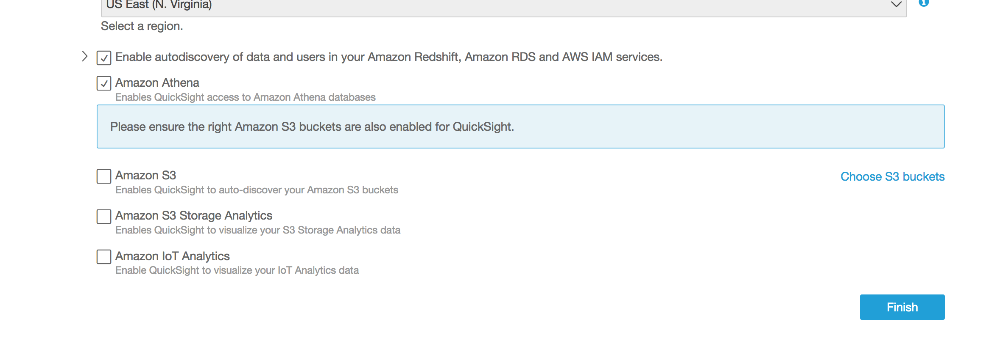 US East (N. Virginia)
Select a region.
Enable autodiscovery of data and users in your Amazon Redshift, Amazon RDS and AWS IAM services.
Amazon Athena
Enables QuickSight access to Amazon Athena databases
Please ensure the right Amazon S3 buckets are also enabled for QuickSight.
Amazon S3
Choose S3 buckets
Enables QuickSight to auto-discover your Amazon S3 buckets
Amazon S3 Storage Analytics
Enables QuickSight to visualize your S3 Storage Analytics data
Amazon IoT Analytics
Enable QuickSight to visualize your IoT Analytics data
Finish